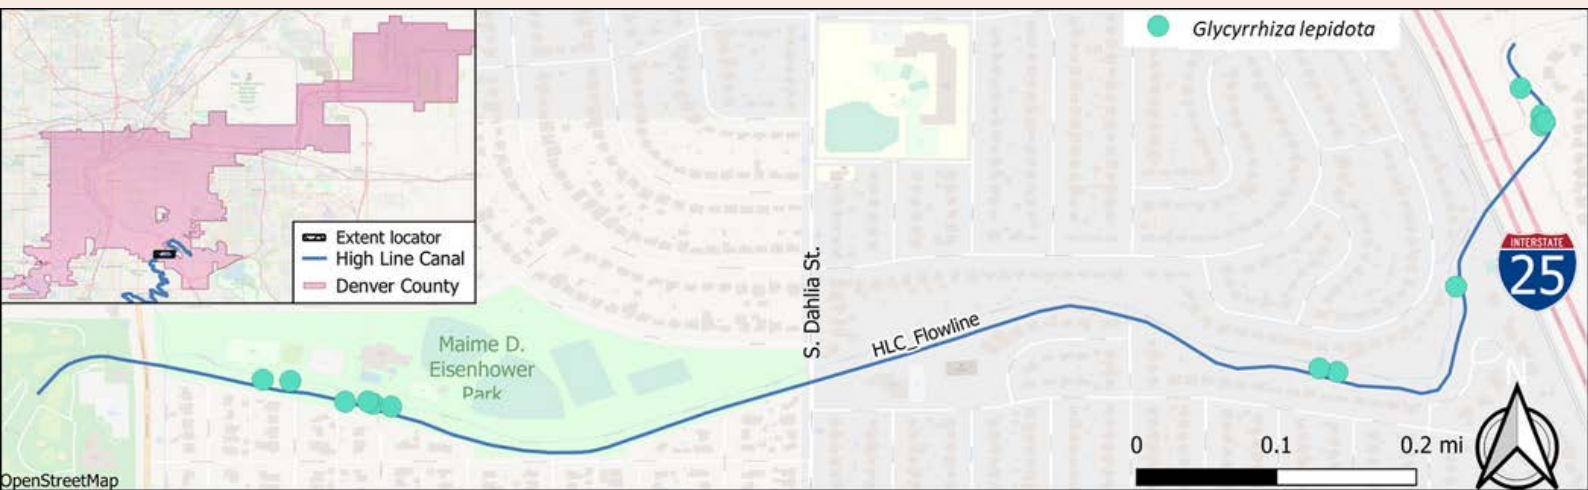 Glycyrrhiza lepidota
Extent locator
High Line Canal
Denver County
S. Dahlia St.
HLC_Flowline
INTERSTATE
25
Maime D.
Eisenhower
Park
0 0.1 0.2 mi
OpenStreetMap